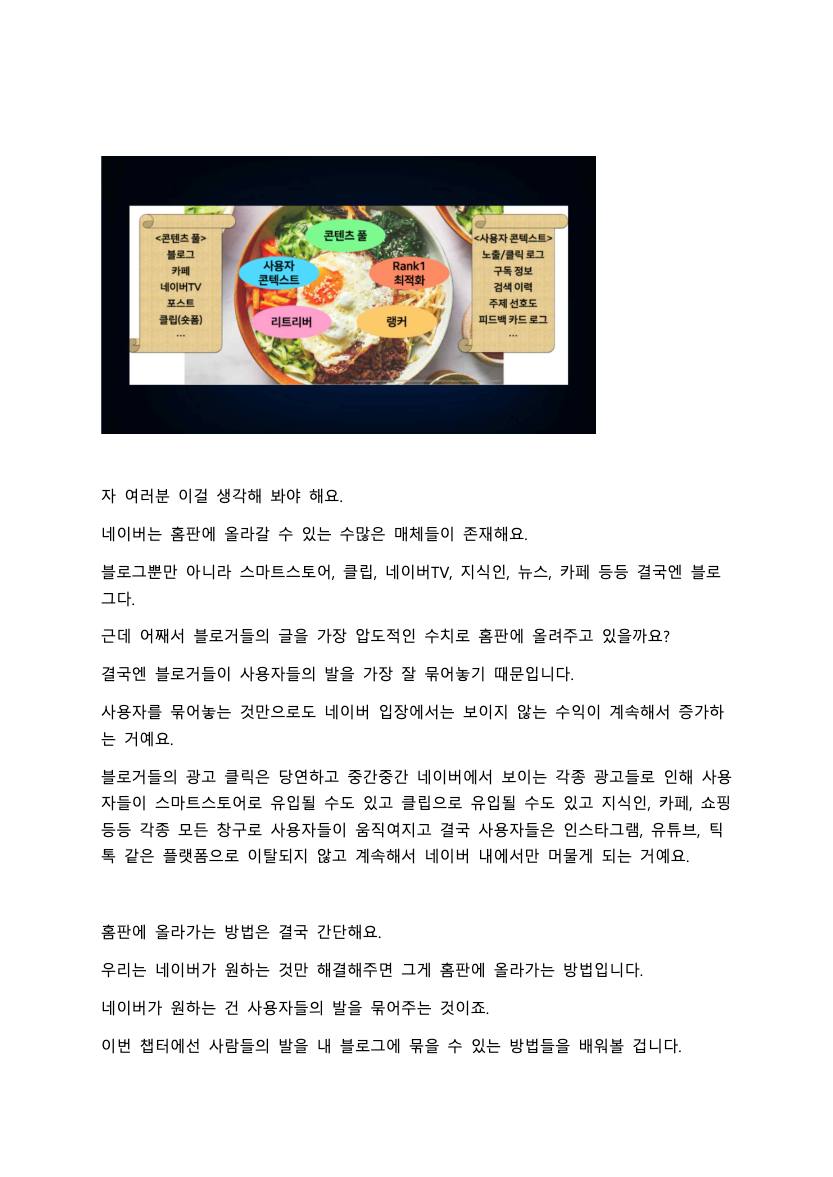 <콘텐츠 풀>
블로그
카페
네이버TV
포스트
클립(숏폼)
...
콘텐츠 풀
사용자
콘텍스트
Rank1
최적화
리트리버
랭커
<사용자 콘텍스트>
노출/클릭 로그
구독 정보
검색 이력
주제 선호도
피드백 카드 로그
...
자 여러분 이걸 생각해 봐야 해요.
네이버는 홈판에 올라갈 수 있는 수많은 매체들이 존재해요.
블로그뿐만 아니라 스마트스토어, 클립, 네이버TV, 지식인, 뉴스, 카페 등등 결국엔 블로
그다.
근데 어째서 블로거들의 글을 가장 압도적인 수치로 홈판에 올려주고 있을까요?
결국엔 블로거들이 사용자들의 발을 가장 잘 묶어놓기 때문입니다.
사용자를 묶어놓는 것만으로도 네이버 입장에서는 보이지 않는 수익이 계속해서 증가하
는 거예요.
블로거들의 광고 클릭은 당연하고 중간중간 네이버에서 보이는 각종 광고들로 인해 사용
자들이 스마트스토어로 유입될 수도 있고 클립으로 유입될 수도 있고 지식인, 카페, 쇼핑
등등 각종 모든 창구로 사용자들이 움직여지고 결국 사용자들은 인스타그램, 유튜브, 틱
톡 같은 플랫폼으로 이탈되지 않고 계속해서 네이버 내에서만 머물게 되는 거예요.
홈판에 올라가는 방법은 결국 간단해요.
우리는 네이버가 원하는 것만 해결해주면 그게 홈판에 올라가는 방법입니다.
네이버가 원하는 건 사용자들의 발을 묶어주는 것이죠.
이번 챕터에선 사람들의 발을 내 블로그에 묶을 수 있는 방법들을 배워볼 겁니다.